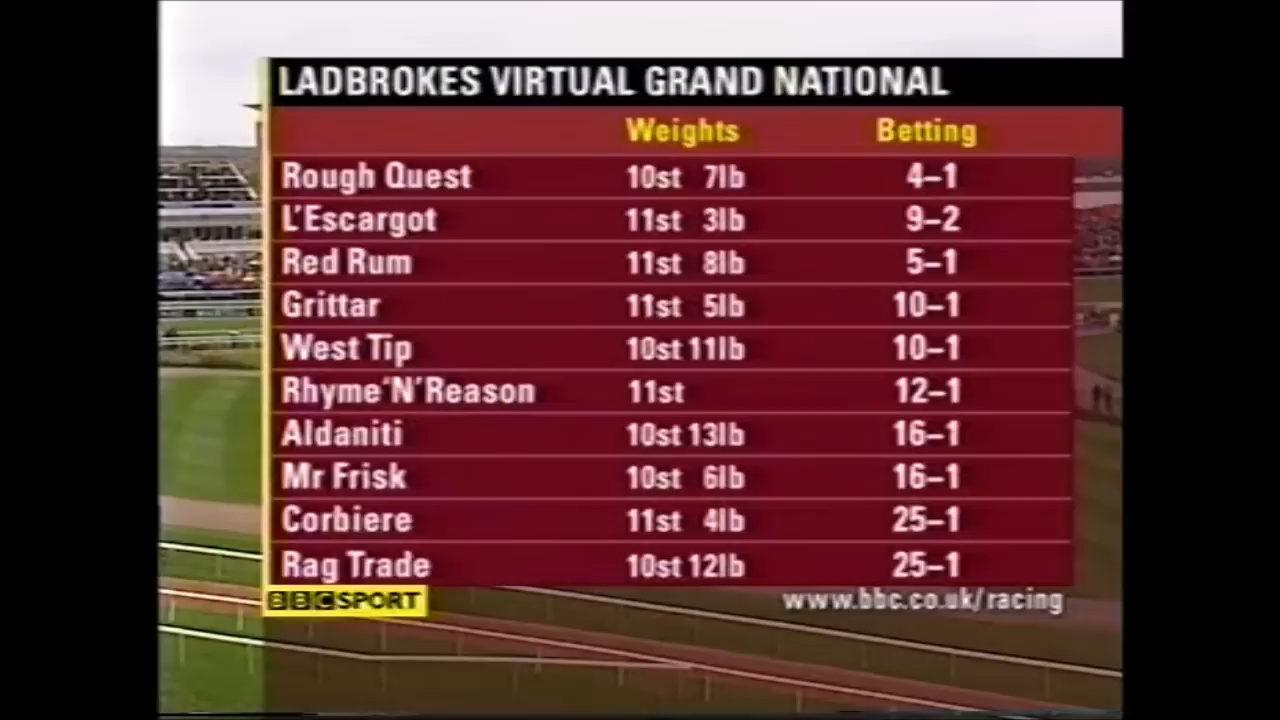 LADBROKES VIRTUAL GRAND NATIONAL
Weights Betting
Rough Quest 10st 7lb 4–1
L'Escargot 11st 3lb 9–2
Red Rum 11st 8lb 5–1
Grittar 11st 5lb 10–1
West Tip 10st 11lb 10–1
Rhyme'N'Reason 11st 12–1
Aldaniti 10st 13lb 16–1
Mr Frisk 10st 6lb 16–1
Corbiere 11st 4lb 25–1
Rag Trade 10st 12lb 25–1
BBC SPORT www.bbc.co.uk/racing